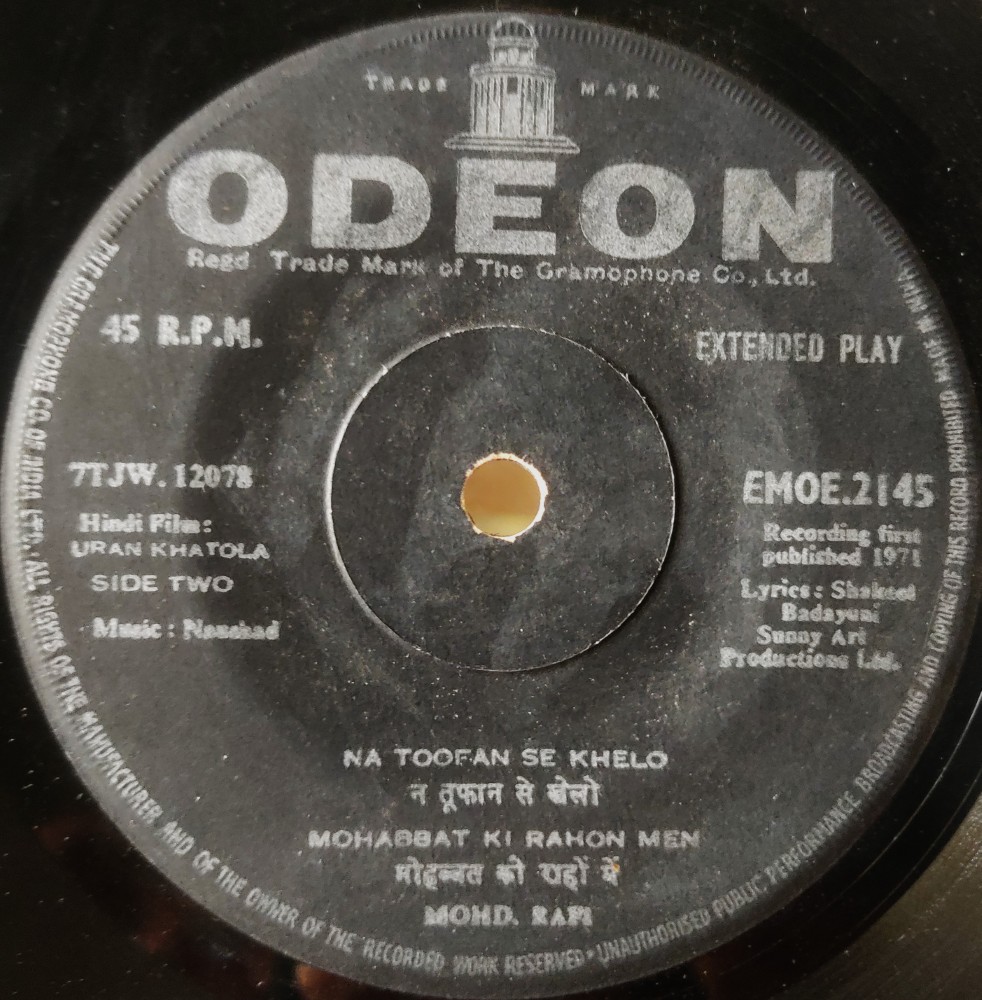 TRADE MARK
ODEON
Regd Trade Mark of The Gramophone Co., Ltd.
45 R.P.M.
EXTENDED PLAY
7TJW.12078
Hindi Film:
URAN KHATOLA
SIDE TWO
Music : Naushad
EMOE.2145
Recording first
published 1971
Lyrics : Shakeel
Badayuni
Sunny Art
Productions Ltd.
NA TOOFAN SE KHELO
न तूफान से खेलो
MOHABBAT KI RAHON MEN
मोहब्बत की राहों में
MOHD. RAFI
THE GRAMOPHONE CO. OF INDIA LTD. ALL RIGHTS OF THE MANUFACTURER AND OF THE OWNER OF THE RECORDED WORK RESERVED • UNAUTHORISED PUBLIC PERFORMANCE BROADCASTING AND COPYING OF THIS RECORD PROHIBITED MADE IN INDIA